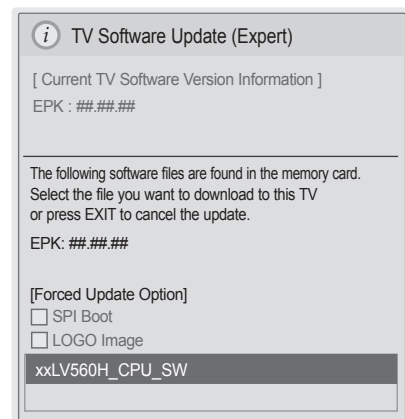 i TV Software Update (Expert)
[ Current TV Software Version Information ]
EPK : ##.##.##
The following software files are found in the memory card.
Select the file you want to download to this TV
or press EXIT to cancel the update.
EPK: ##.##.##
[Forced Update Option]
SPI Boot
LOGO Image
xxLV560H_CPU_SW